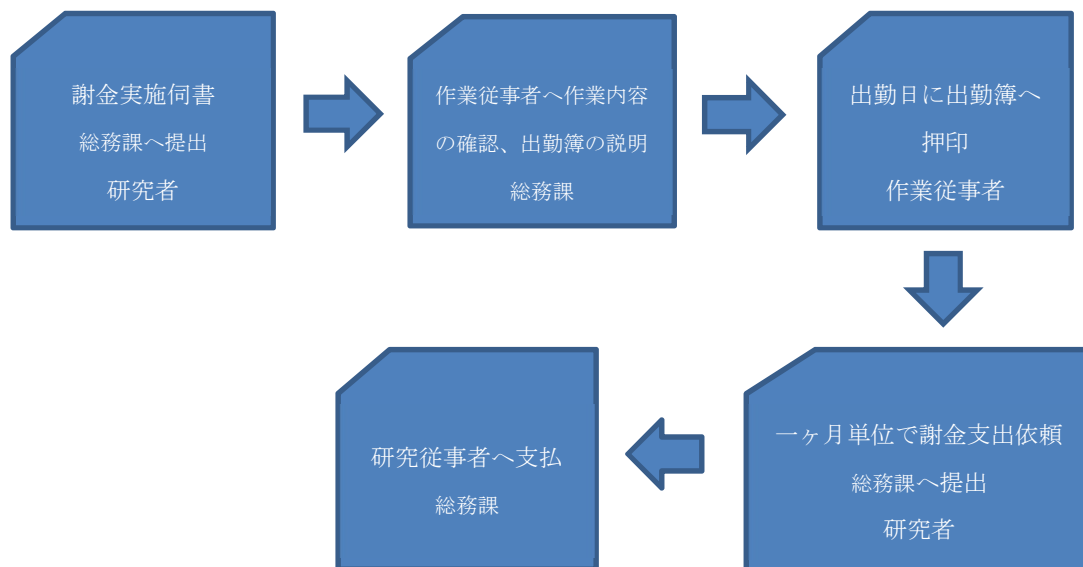 謝金実施伺書
総務課へ提出
研究者
作業従事者へ作業内容
の確認、出勤簿の説明
総務課
出勤日に出勤簿へ
押印
作業従事者
一ヶ月単位で謝金支出依頼
総務課へ提出
研究者
研究従事者へ支払
総務課